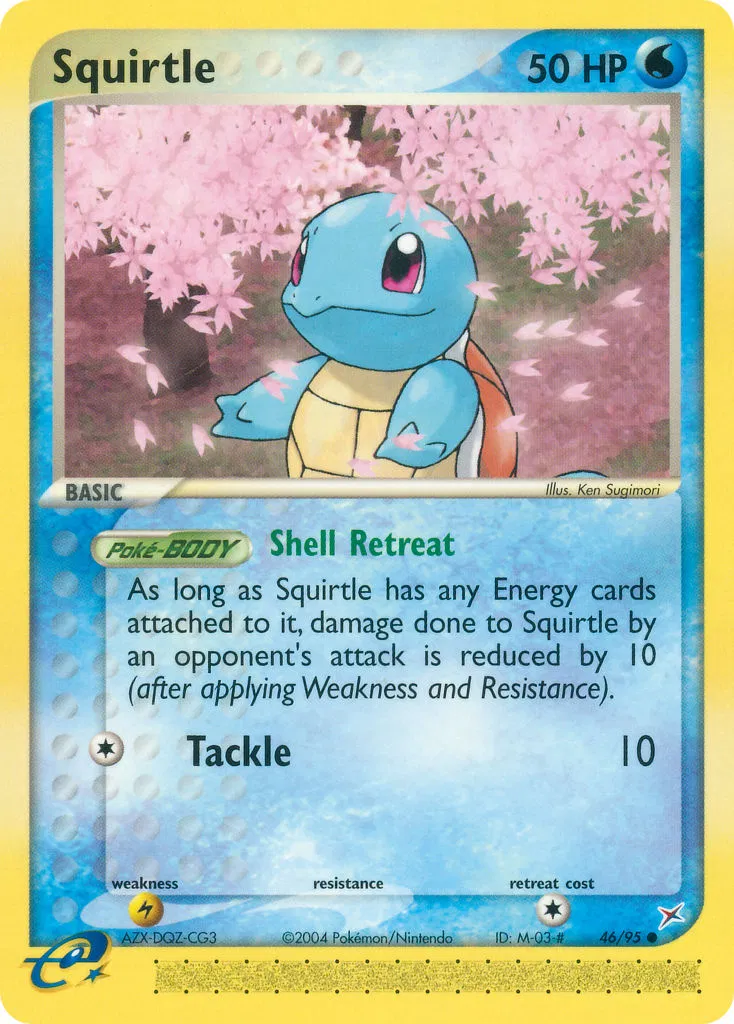 Squirtle 50 HP
BASIC Illus. Ken Sugimori
Poké-BODY Shell Retreat
As long as Squirtle has any Energy cards
attached to it, damage done to Squirtle by
an opponent's attack is reduced by 10
(after applying Weakness and Resistance).
Tackle 10
weakness resistance retreat cost
AZX-DQZ-CG3 ©2004 Pokémon/Nintendo ID: M-03-# 46/95
e